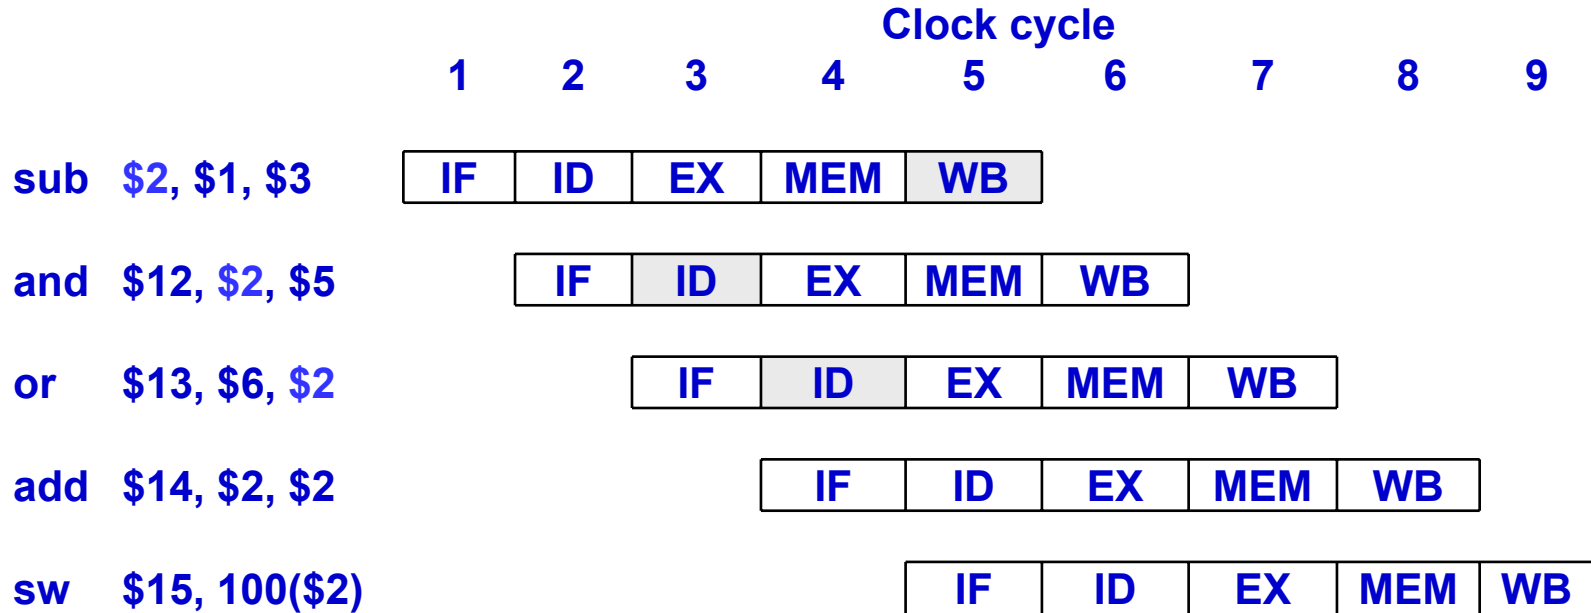 Clock cycle
1 2 3 4 5 6 7 8 9
sub $2, $1, $3 IF ID EX MEM WB
and $12, $2, $5 IF ID EX MEM WB
or $13, $6, $2 IF ID EX MEM WB
add $14, $2, $2 IF ID EX MEM WB
sw $15, 100($2) IF ID EX MEM WB